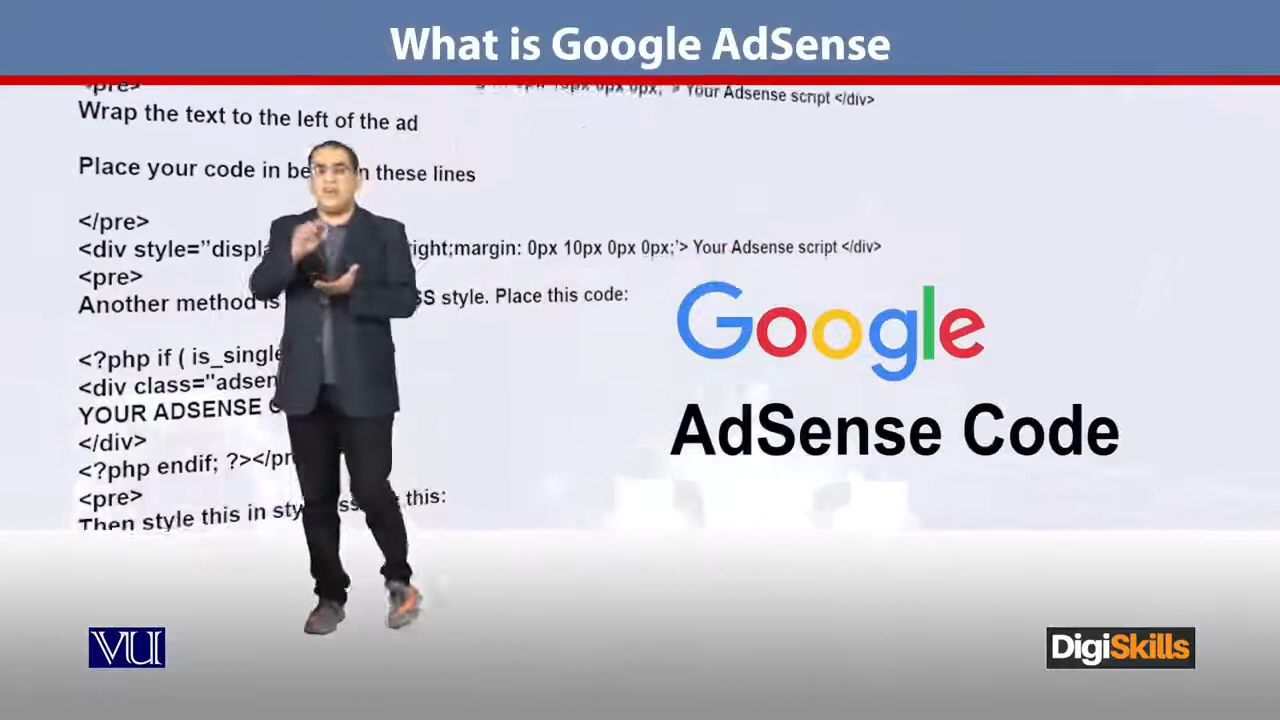 What is Google AdSense
<pre>
Your Adsense script </div>
Wrap the text to the left of the ad
Place your code in these lines
</pre>
<div style="displ right;margin: 0px 10px 0px 0px;'> Your Adsense script </div>
<pre>
Another method is style. Place this code:
<?php if ( is_single
<div class="adsen
YOUR ADSENSE
</div>
<?php endif; ?></pr
<pre>
Then style this in this:
Google
AdSense Code
VU
DigiSkills